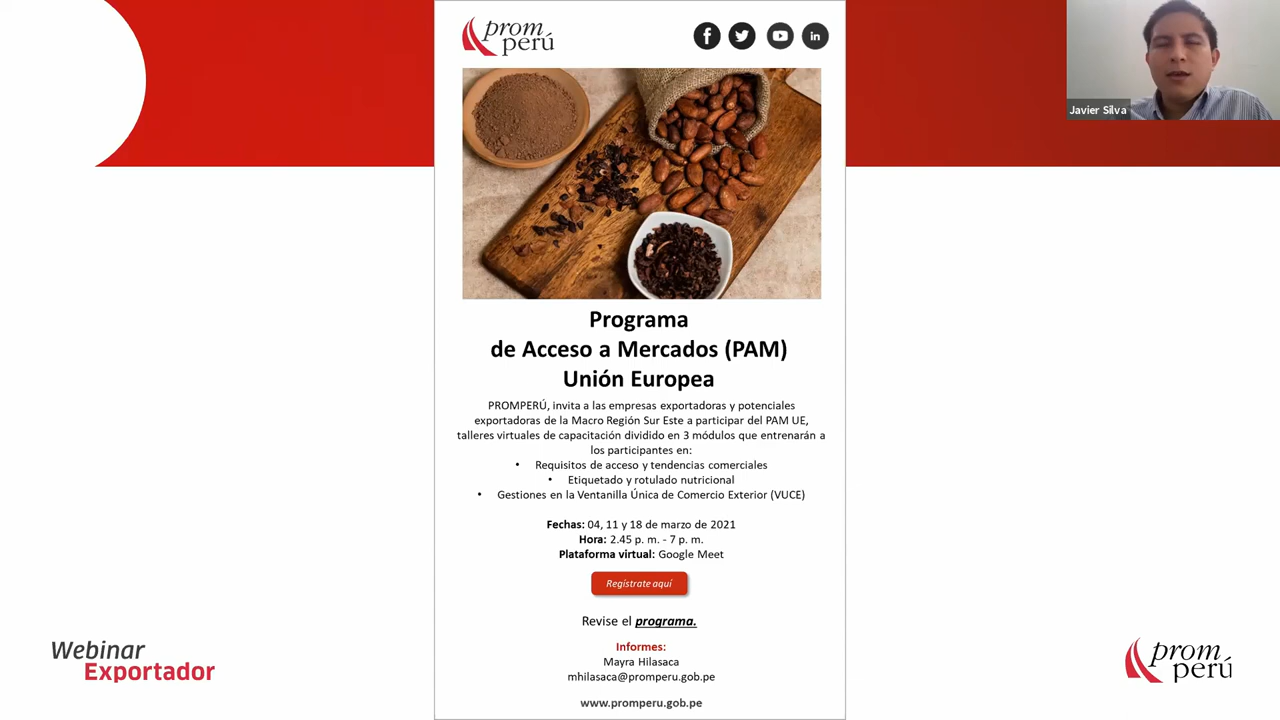 prom
perú
Javier Silva
Programa
de Acceso a Mercados (PAM)
Unión Europea
PROMPERÚ, invita a las empresas exportadoras y potenciales
exportadoras de la Macro Región Sur Este a participar del PAM UE,
talleres virtuales de capacitación dividido en 3 módulos que entrenarán a
los participantes en:
• Requisitos de acceso y tendencias comerciales
• Etiquetado y rotulado nutricional
• Gestiones en la Ventanilla Única de Comercio Exterior (VUCE)
Fechas: 04, 11 y 18 de marzo de 2021
Hora: 2.45 p. m. - 7 p. m.
Plataforma virtual: Google Meet
Regístrate aquí
Revise el programa.
Informes:
Mayra Hilasaca
mhilasaca@promperu.gob.pe
www.promperu.gob.pe
Webinar
Exportador
prom
perú